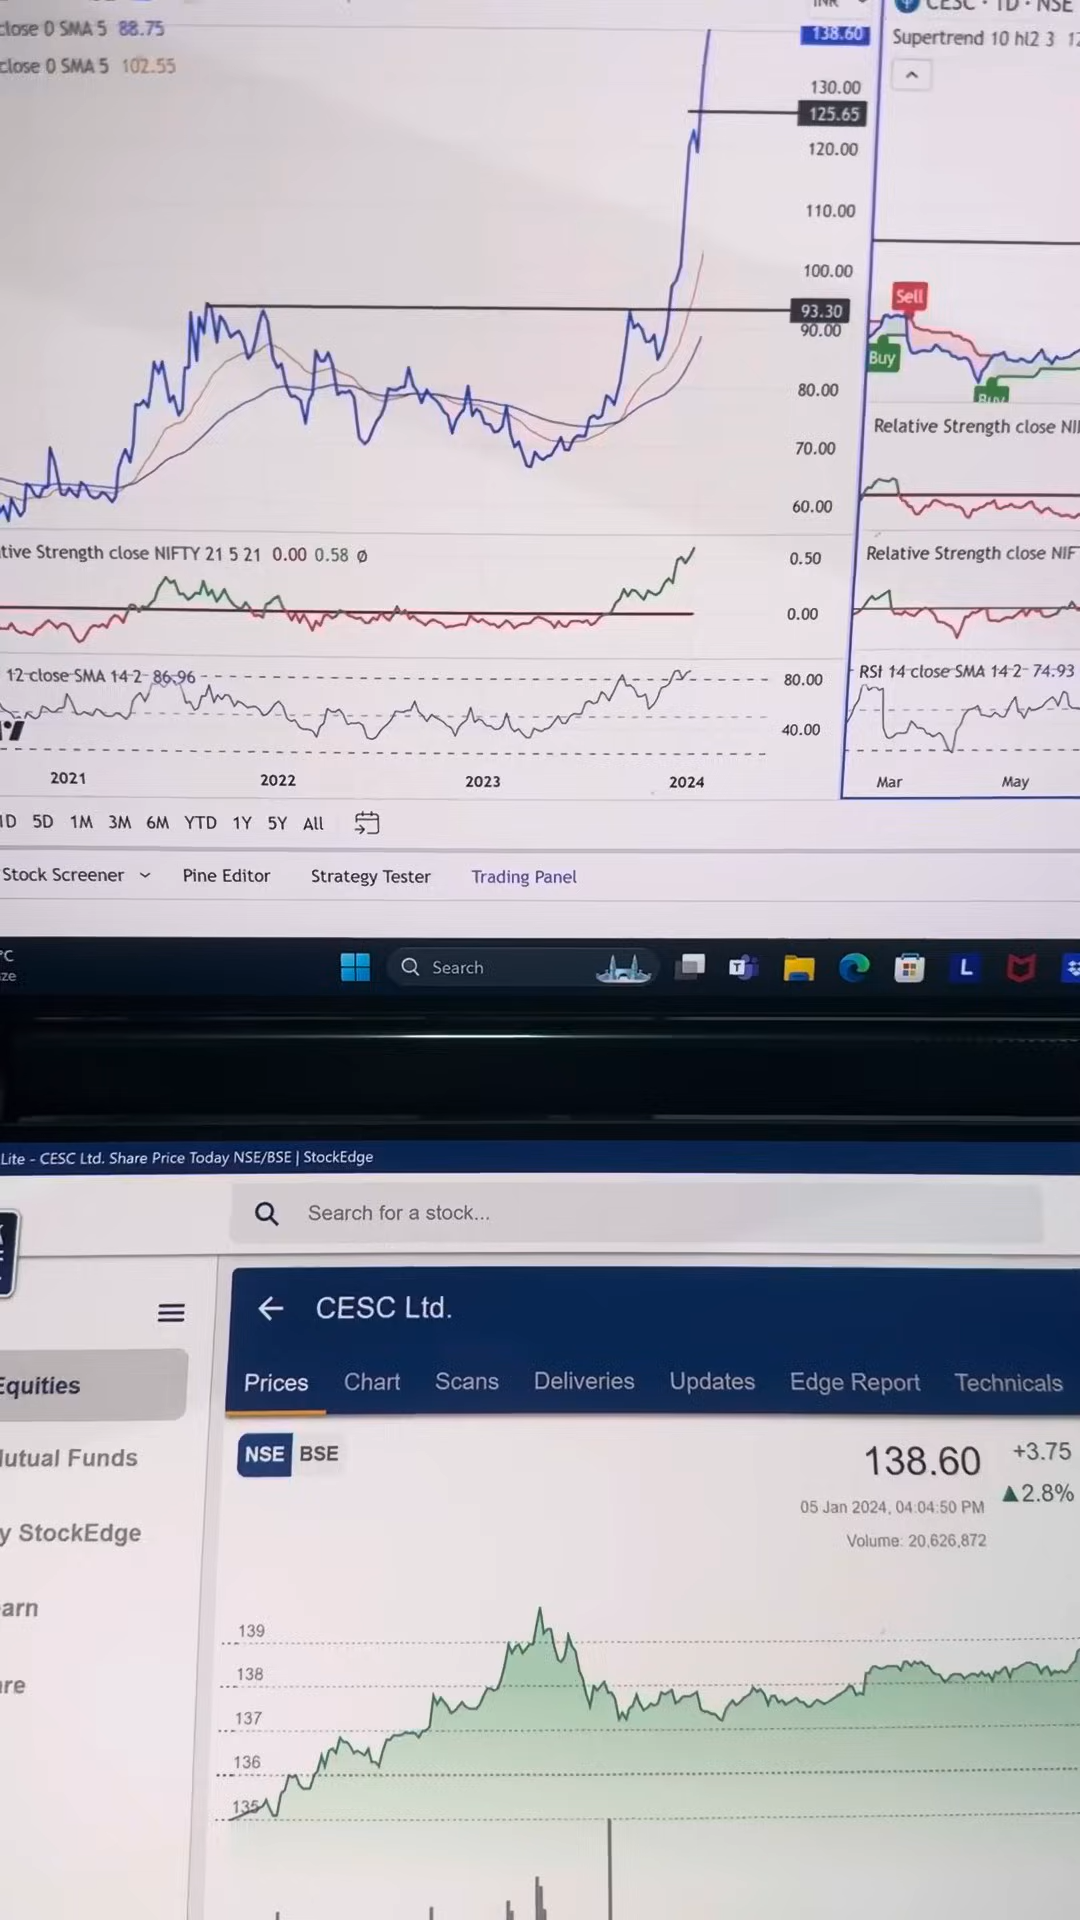 close 0 SMA 5 88.75
close 0 SMA 5 102.55
INR
138.60
130.00
125.65
120.00
110.00
100.00
93.30
90.00
80.00
70.00
60.00
CESC · 1D · NSE
Supertrend 10 hl2 3
Sell
Buy
Buy
Relative Strength close
Relative Strength close
tive Strength close NIFTY 21 5 21 0.00 0.58 ø
0.50
0.00
12 close SMA 14 2 86.96
80.00
40.00
RSI 14 close SMA 14 2 74.93
2021 2022 2023 2024
Mar May
1D 5D 1M 3M 6M YTD 1Y 5Y All
Stock Screener Pine Editor Strategy Tester Trading Panel
°C
Search
T
L
Lite - CESC Ltd. Share Price Today NSE/BSE | StockEdge
Search for a stock...
CESC Ltd.
Equities
Prices Chart Scans Deliveries Updates Edge Report Technicals
NSE BSE
138.60 +3.75
2.8%
05 Jan 2024, 04:04:50 PM
Volume: 20,626,872
Mutual Funds
y StockEdge
arn
re
139
138
137
136
135